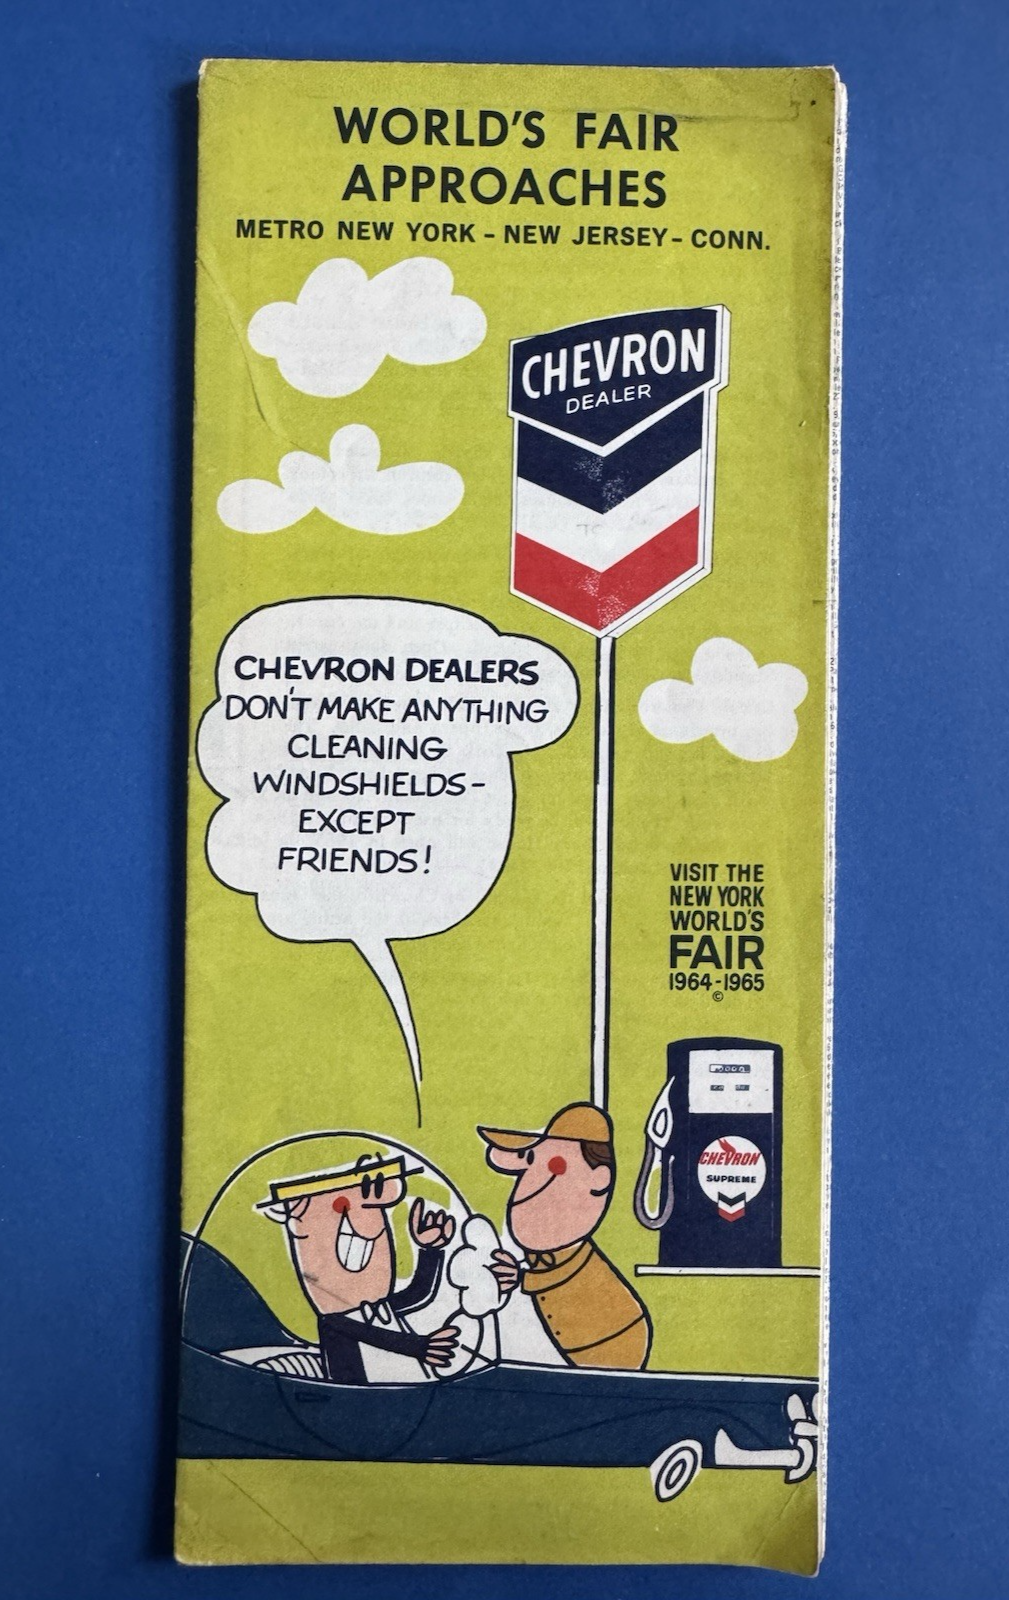 WORLD'S FAIR
APPROACHES
METRO NEW YORK - NEW JERSEY - CONN.
CHEVRON
DEALER
CHEVRON DEALERS
DON'T MAKE ANYTHING
CLEANING
WINDSHIELDS-
EXCEPT
FRIENDS!
VISIT THE
NEW YORK
WORLD'S
FAIR
1964-1965
©
CHEVRON
SUPREME